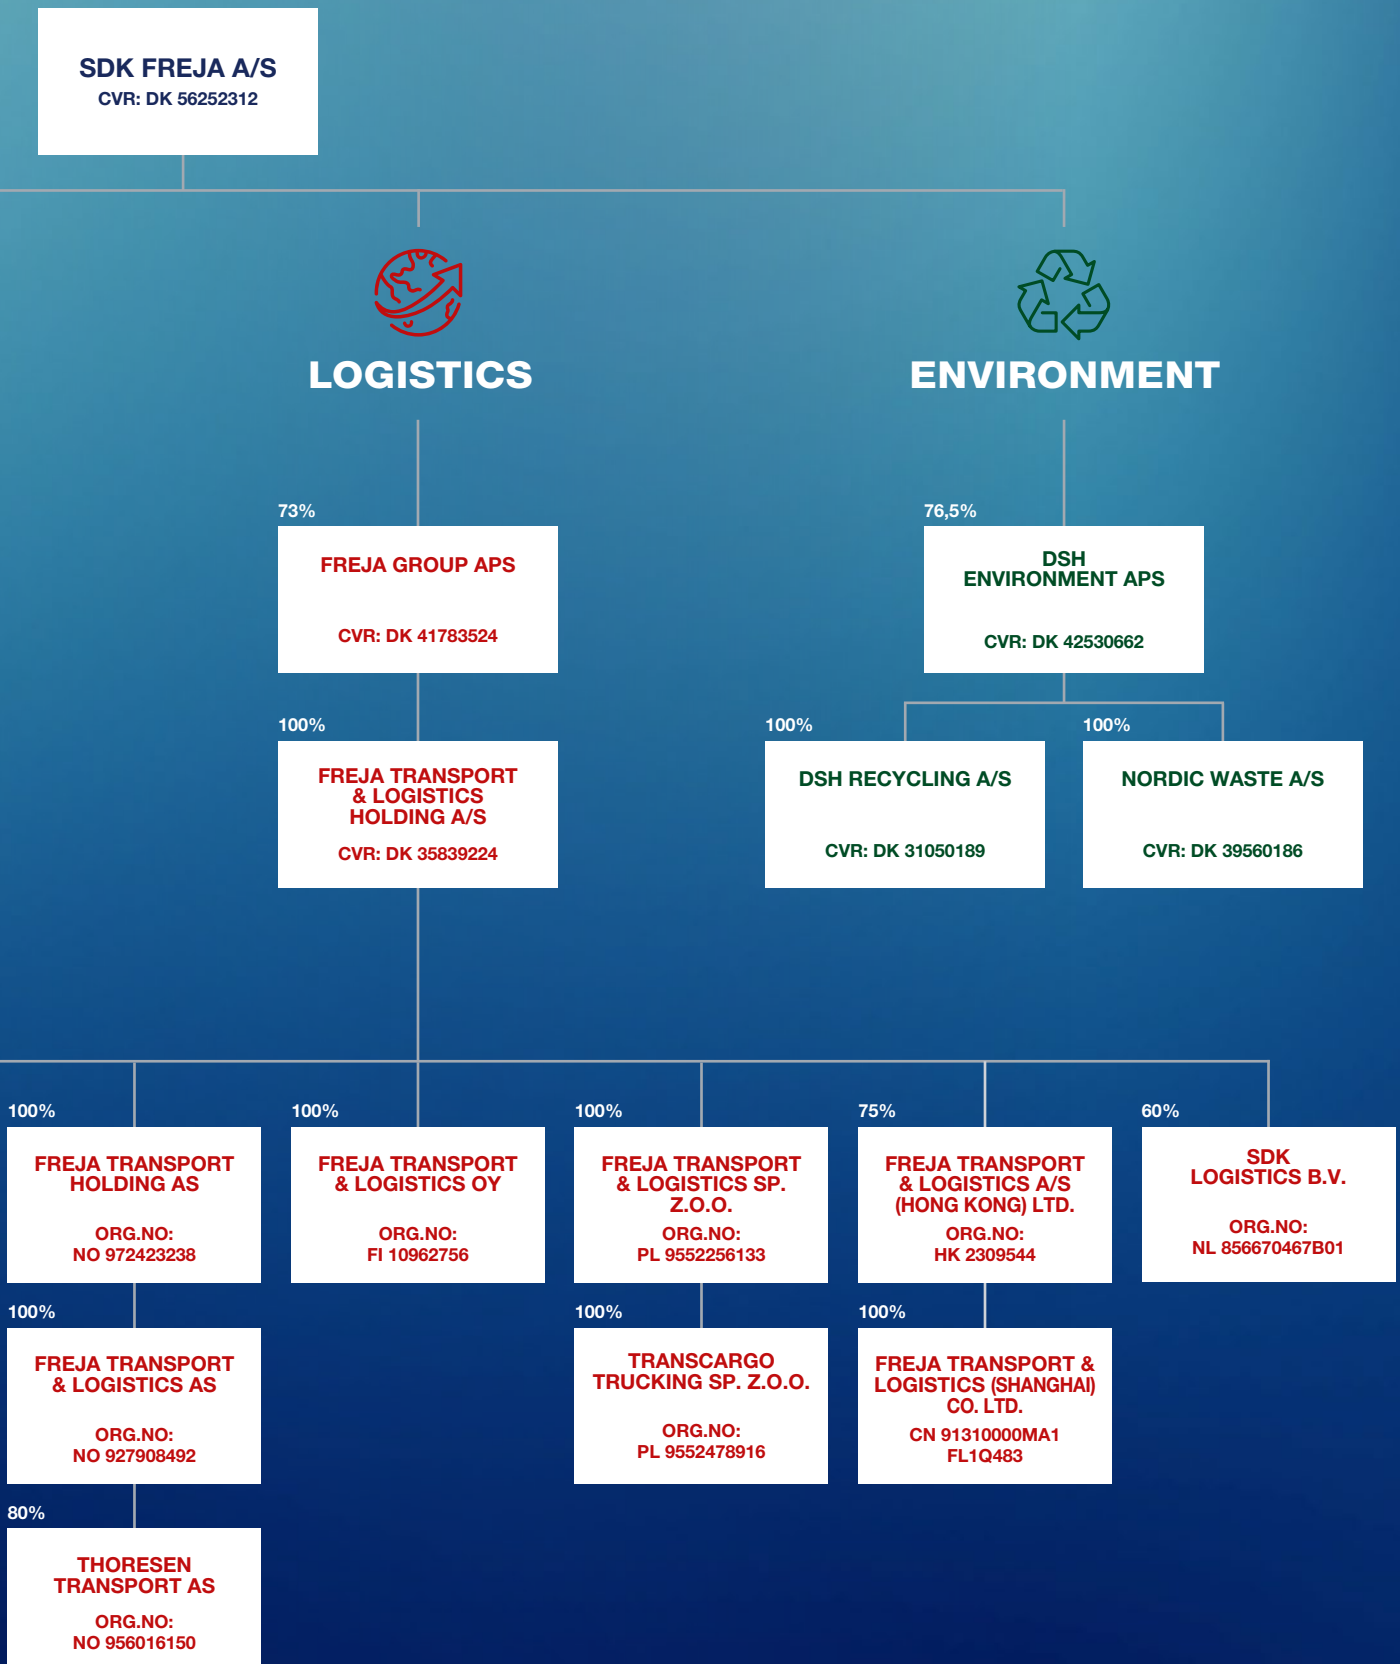 SDK FREJA A/S
CVR: DK 56252312
LOGISTICS
ENVIRONMENT
73%
FREJA GROUP APS
CVR: DK 41783524
76,5%
DSH
ENVIRONMENT APS
CVR: DK 42530662
100%
FREJA TRANSPORT
& LOGISTICS
HOLDING A/S
CVR: DK 35839224
100%
DSH RECYCLING A/S
CVR: DK 31050189
100%
NORDIC WASTE A/S
CVR: DK 39560186
100%
FREJA TRANSPORT
HOLDING AS
ORG.NO:
NO 972423238
100%
FREJA TRANSPORT
& LOGISTICS OY
ORG.NO:
FI 10962756
100%
FREJA TRANSPORT
& LOGISTICS SP.
Z.O.O.
ORG.NO:
PL 9552256133
75%
FREJA TRANSPORT
& LOGISTICS A/S
(HONG KONG) LTD.
ORG.NO:
HK 2309544
60%
SDK
LOGISTICS B.V.
ORG.NO:
NL 856670467B01
100%
FREJA TRANSPORT
& LOGISTICS AS
ORG.NO:
NO 927908492
100%
TRANSCARGO
TRUCKING SP. Z.O.O.
ORG.NO:
PL 9552478916
100%
FREJA TRANSPORT &
LOGISTICS (SHANGHAI)
CO. LTD.
CN 91310000MA1
FL1Q483
80%
THORESEN
TRANSPORT AS
ORG.NO:
NO 956016150